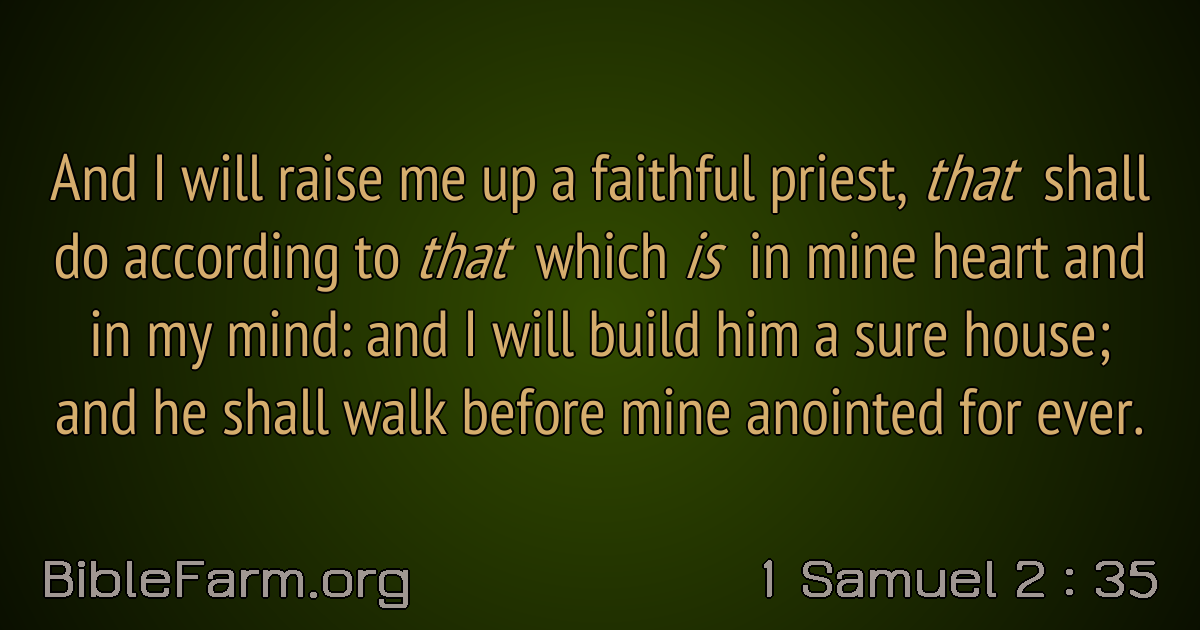 And I will raise me up a faithful priest, that shall
do according to that which is in mine heart and
in my mind: and I will build him a sure house;
and he shall walk before mine anointed for ever.
BibleFarm.org
1 Samuel 2 : 35